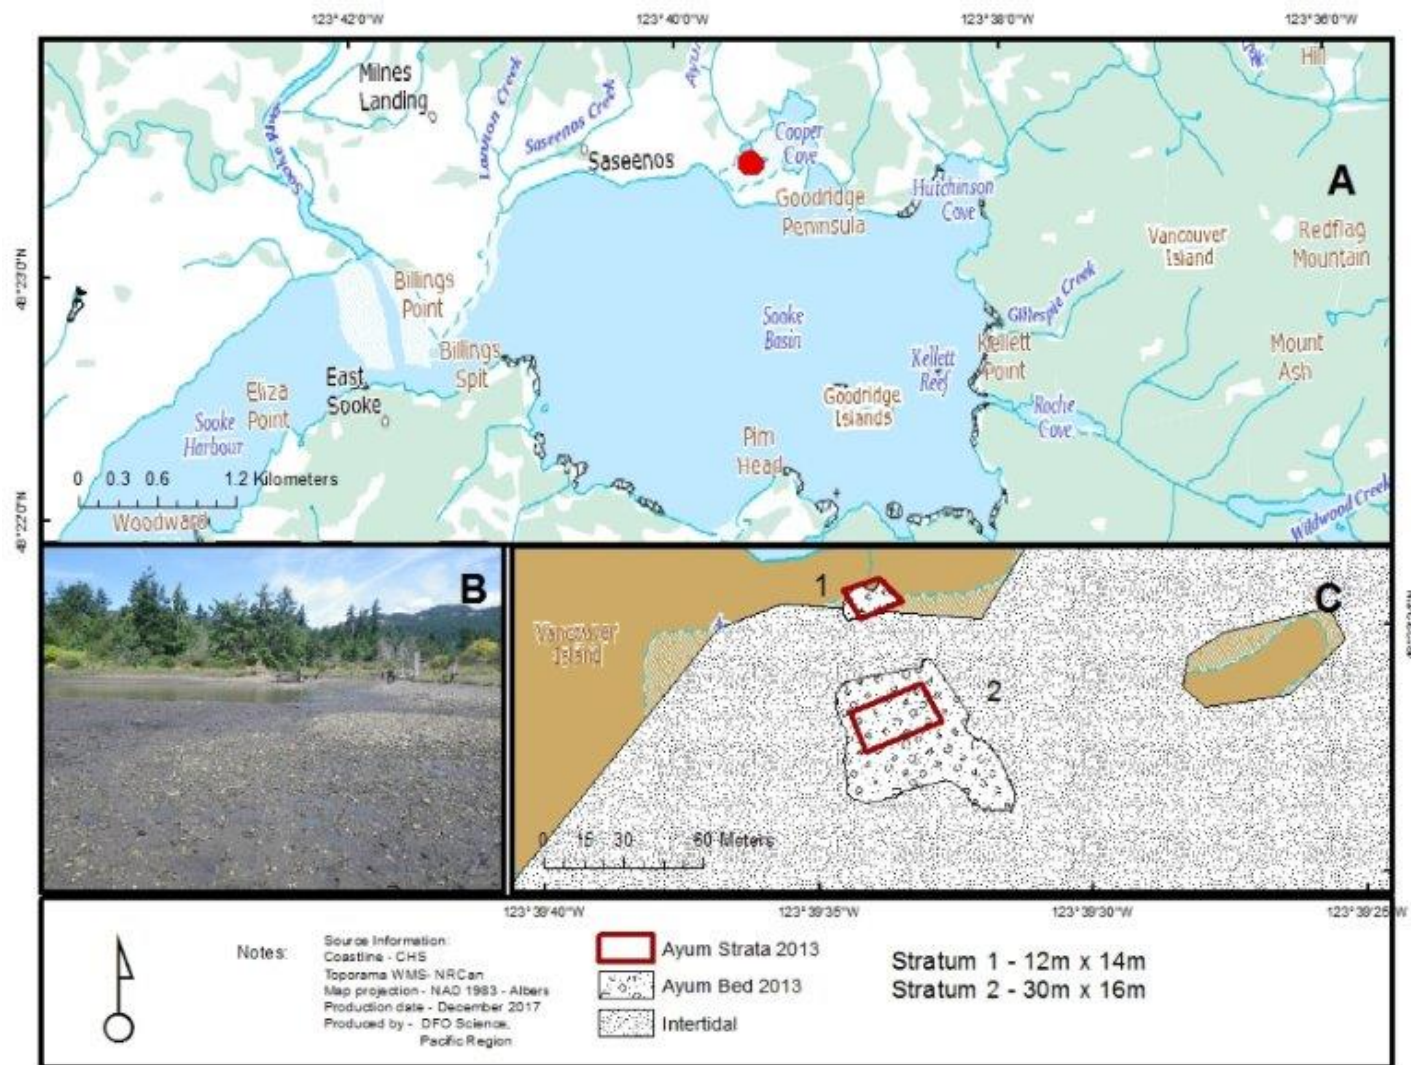 123°42'0"W
123°40'0"W
123°38'0"W
123°36'0"W
Milnes
Landing
Sooke River
Lannon Creek
Saseenos Creek
Saseenos
Cooper
Cove
Goodridge
Peninsula
Hutchinson
Cove
Hill
A
Vancouver
Island
Redflag
Mountain
48°23'0"N
Billings
Point
Sooke
Basin
Gillespie Creek
Kellett
Point
Kellett
Reef
Mount
Ash
Billings
Spit
East
Sooke
Eliza
Point
Sooke
Harbour
Goodridge
Islands
Roche
Cove
Pim
Head
0 0.3 0.6 1.2 Kilometers
Woodward
Wildwood Creek
48°22'0"N
B
1
C
Vancouver
Island
2
0 15 30 60 Meters
123°39'40"W
123°39'35"W
123°39'30"W
123°39'25"W
Notes:
Source Information:
Coastline - CHS
Toporama WMS- NRCan
Map projection - NAD 1983 - Albers
Production date - December 2017
Produced by - DFO Science,
Pacific Region
Ayum Strata 2013
Ayum Bed 2013
Intertidal
Stratum 1 - 12m x 14m
Stratum 2 - 30m x 16m